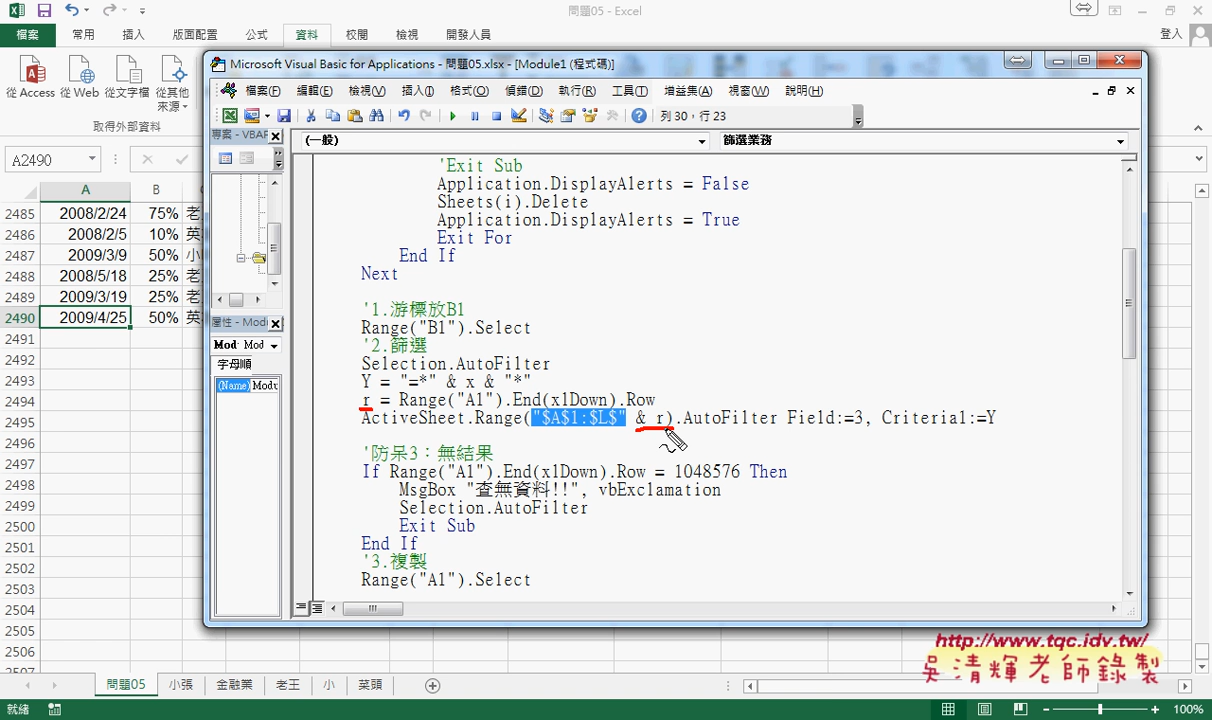 問題05 - Excel
檔案 常用 插入 版面配置 公式 資料 校閱 檢視 開發人員 登入
從 Access 從 Web 從文字檔 從其他來源
取得外部資料
Microsoft Visual Basic for Applications - 問題05.xlsx - [Module1 (程式碼)]
檔案(F) 編輯(E) 檢視(V) 插入(I) 格式(O) 偵錯(D) 執行(R) 工具(T) 增益集(A) 視窗(W) 說明(H)
列 30，行 23
專案 - VBAF
(一般) 篩選業務
A2490
A B
2485 2008/2/24 75% 老
2486 2008/2/5 10% 英
2487 2009/3/9 50% 小
2488 2008/5/18 25% 老
2489 2009/3/19 25% 老
2490 2009/4/25 50% 英
2491
2492
2493
2494
2495
2496
2497
2498
2499
2500
2501
2502
2503
2504
2505
2506
2507
屬性 - Modu
Mod Mod
字母順
(Name) Modu
'Exit Sub
Application.DisplayAlerts = False
Sheets(i).Delete
Application.DisplayAlerts = True
Exit For
End If
Next
'1.游標放B1
Range("B1").Select
'2.篩選
Selection.AutoFilter
Y = "=*" & x & "*"
r = Range("A1").End(xlDown).Row
ActiveSheet.Range("$A$1:$L$" & r).AutoFilter Field:=3, Criteria1:=Y
'防呆3：無結果
If Range("A1").End(xlDown).Row = 1048576 Then
MsgBox "查無資料!!", vbExclamation
Selection.AutoFilter
Exit Sub
End If
'3.複製
Range("A1").Select
http://www.tqc.idv.tw/
吳清輝老師錄製
問題05 小張 金融業 老王 小 菜頭
就緒 100%